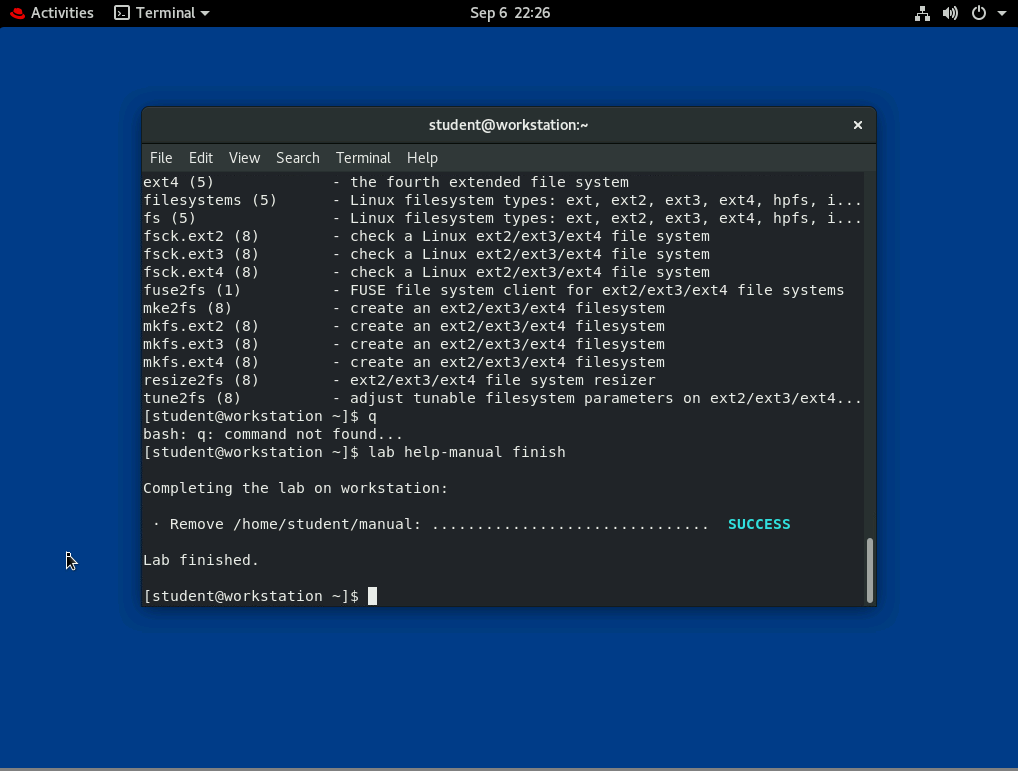 Activities Terminal Sep 6 22:26
student@workstation:~ ×
File Edit View Search Terminal Help
ext4 (5)             - the fourth extended file system
filesystems (5)      - Linux filesystem types: ext, ext2, ext3, ext4, hpfs, i...
fs (5)               - Linux filesystem types: ext, ext2, ext3, ext4, hpfs, i...
fsck.ext2 (8)        - check a Linux ext2/ext3/ext4 file system
fsck.ext3 (8)        - check a Linux ext2/ext3/ext4 file system
fsck.ext4 (8)        - check a Linux ext2/ext3/ext4 file system
fuse2fs (1)          - FUSE file system client for ext2/ext3/ext4 file systems
mke2fs (8)           - create an ext2/ext3/ext4 filesystem
mkfs.ext2 (8)        - create an ext2/ext3/ext4 filesystem
mkfs.ext3 (8)        - create an ext2/ext3/ext4 filesystem
mkfs.ext4 (8)        - create an ext2/ext3/ext4 filesystem
resize2fs (8)        - ext2/ext3/ext4 file system resizer
tune2fs (8)          - adjust tunable filesystem parameters on ext2/ext3/ext4...
[student@workstation ~]$ q
bash: q: command not found...
[student@workstation ~]$ lab help-manual finish
Completing the lab on workstation:
· Remove /home/student/manual: ...............................  SUCCESS
Lab finished.
[student@workstation ~]$